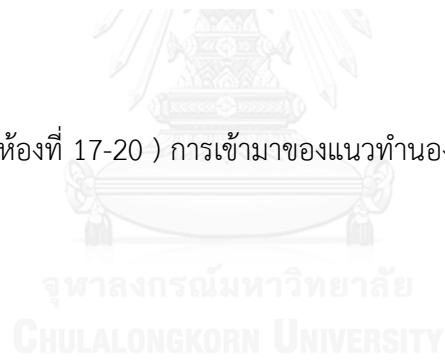 ห้องที่ 17-20 ) การเข้ามาของแนวทำนอง
จุฬาลงกรณ์มหาวิทยาลัย
CHULALONGKORN UNIVERSITY